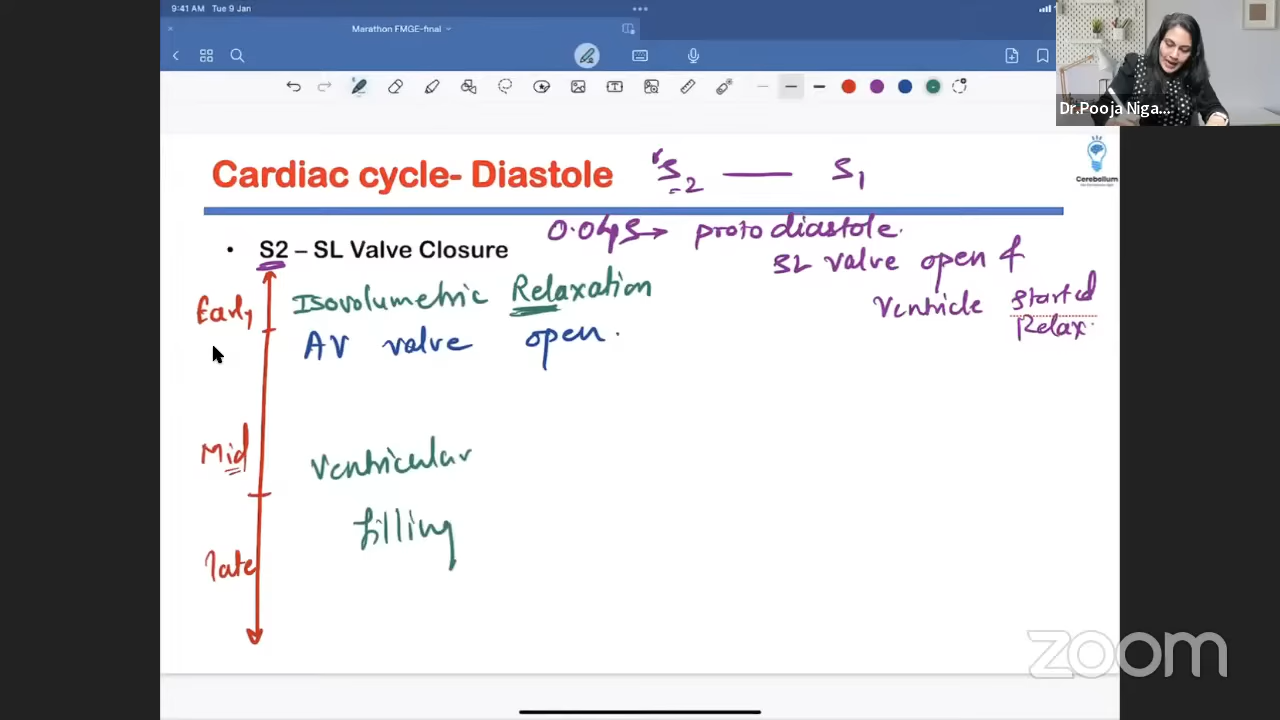 9:41 AM Tue 9 Jan
Marathon FMGE-final
Dr.Pooja Niga...
Cardiac cycle- Diastole S2 — S1
Cerebellum
0.04s→ proto diastole.
• S2 – SL Valve Closure
SL valve open &
Ventricle started
Relax.
Early
Isovolumetric Relaxation
AV valve open.
Mid
Ventricular
filling
late
zoom